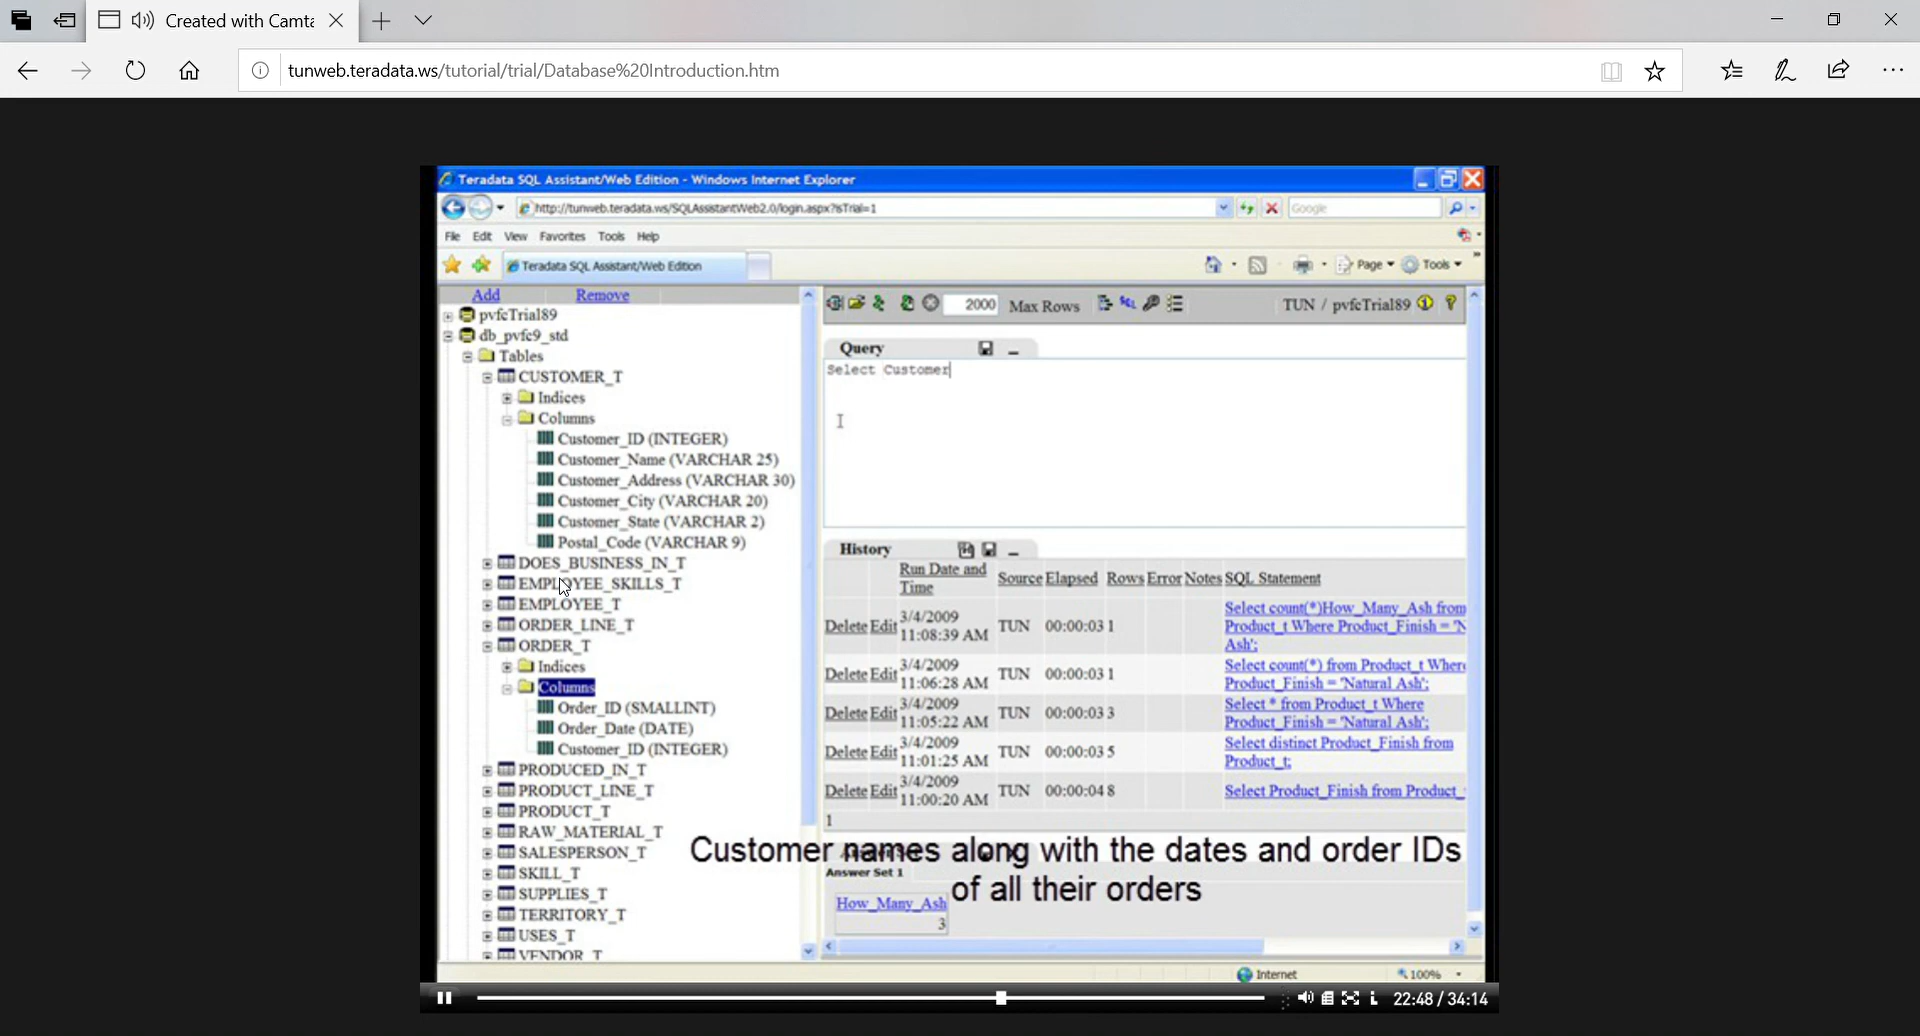 Created with Camta
tunweb.teradata.ws/tutorial/trial/Database%20Introduction.htm
Teradata SQL Assistant/Web Edition - Windows Internet Explorer
http://tunweb.teradata.ws/SQLAssistantWeb2.0/login.aspx?isTrial=1
Google
File Edit View Favorites Tools Help
Teradata SQL Assistant/Web Edition
Page Tools
Add Remove
pvfcTrial89
db_pvfc9_std
Tables
CUSTOMER_T
Indices
Columns
Customer_ID (INTEGER)
Customer_Name (VARCHAR 25)
Customer_Address (VARCHAR 30)
Customer_City (VARCHAR 20)
Customer_State (VARCHAR 2)
Postal_Code (VARCHAR 9)
DOES_BUSINESS_IN_T
EMPLOYEE_SKILLS_T
EMPLOYEE_T
ORDER_LINE_T
ORDER_T
Indices
Columns
Order_ID (SMALLINT)
Order_Date (DATE)
Customer_ID (INTEGER)
PRODUCED_IN_T
PRODUCT_LINE_T
PRODUCT_T
RAW_MATERIAL_T
SALESPERSON_T
SKILL_T
SUPPLIES_T
TERRITORY_T
USES_T
VENDOR_T
2000 Max Rows TUN / pvfcTrial89
Query
Select Customer
History
Run Date and Time Source Elapsed Rows Error Notes SQL Statement
Delete Edit 3/4/2009 11:08:39 AM TUN 00:00:03 1 Select count(*)How_Many_Ash from
Product_t Where Product_Finish = 'N
Ash';
Delete Edit 3/4/2009 11:06:28 AM TUN 00:00:03 1 Select count(*) from Product_t Where
Product_Finish = 'Natural Ash';
Delete Edit 3/4/2009 11:05:22 AM TUN 00:00:03 3 Select * from Product_t Where
Product_Finish = 'Natural Ash';
Delete Edit 3/4/2009 11:01:25 AM TUN 00:00:03 5 Select distinct Product_Finish from
Product_t;
Delete Edit 3/4/2009 11:00:20 AM TUN 00:00:04 8 Select Product_Finish from Product_
1
Customer names along with the dates and order IDs
of all their orders
Answer Set 1
How_Many_Ash
3
Internet 100%
22:48 / 34:14